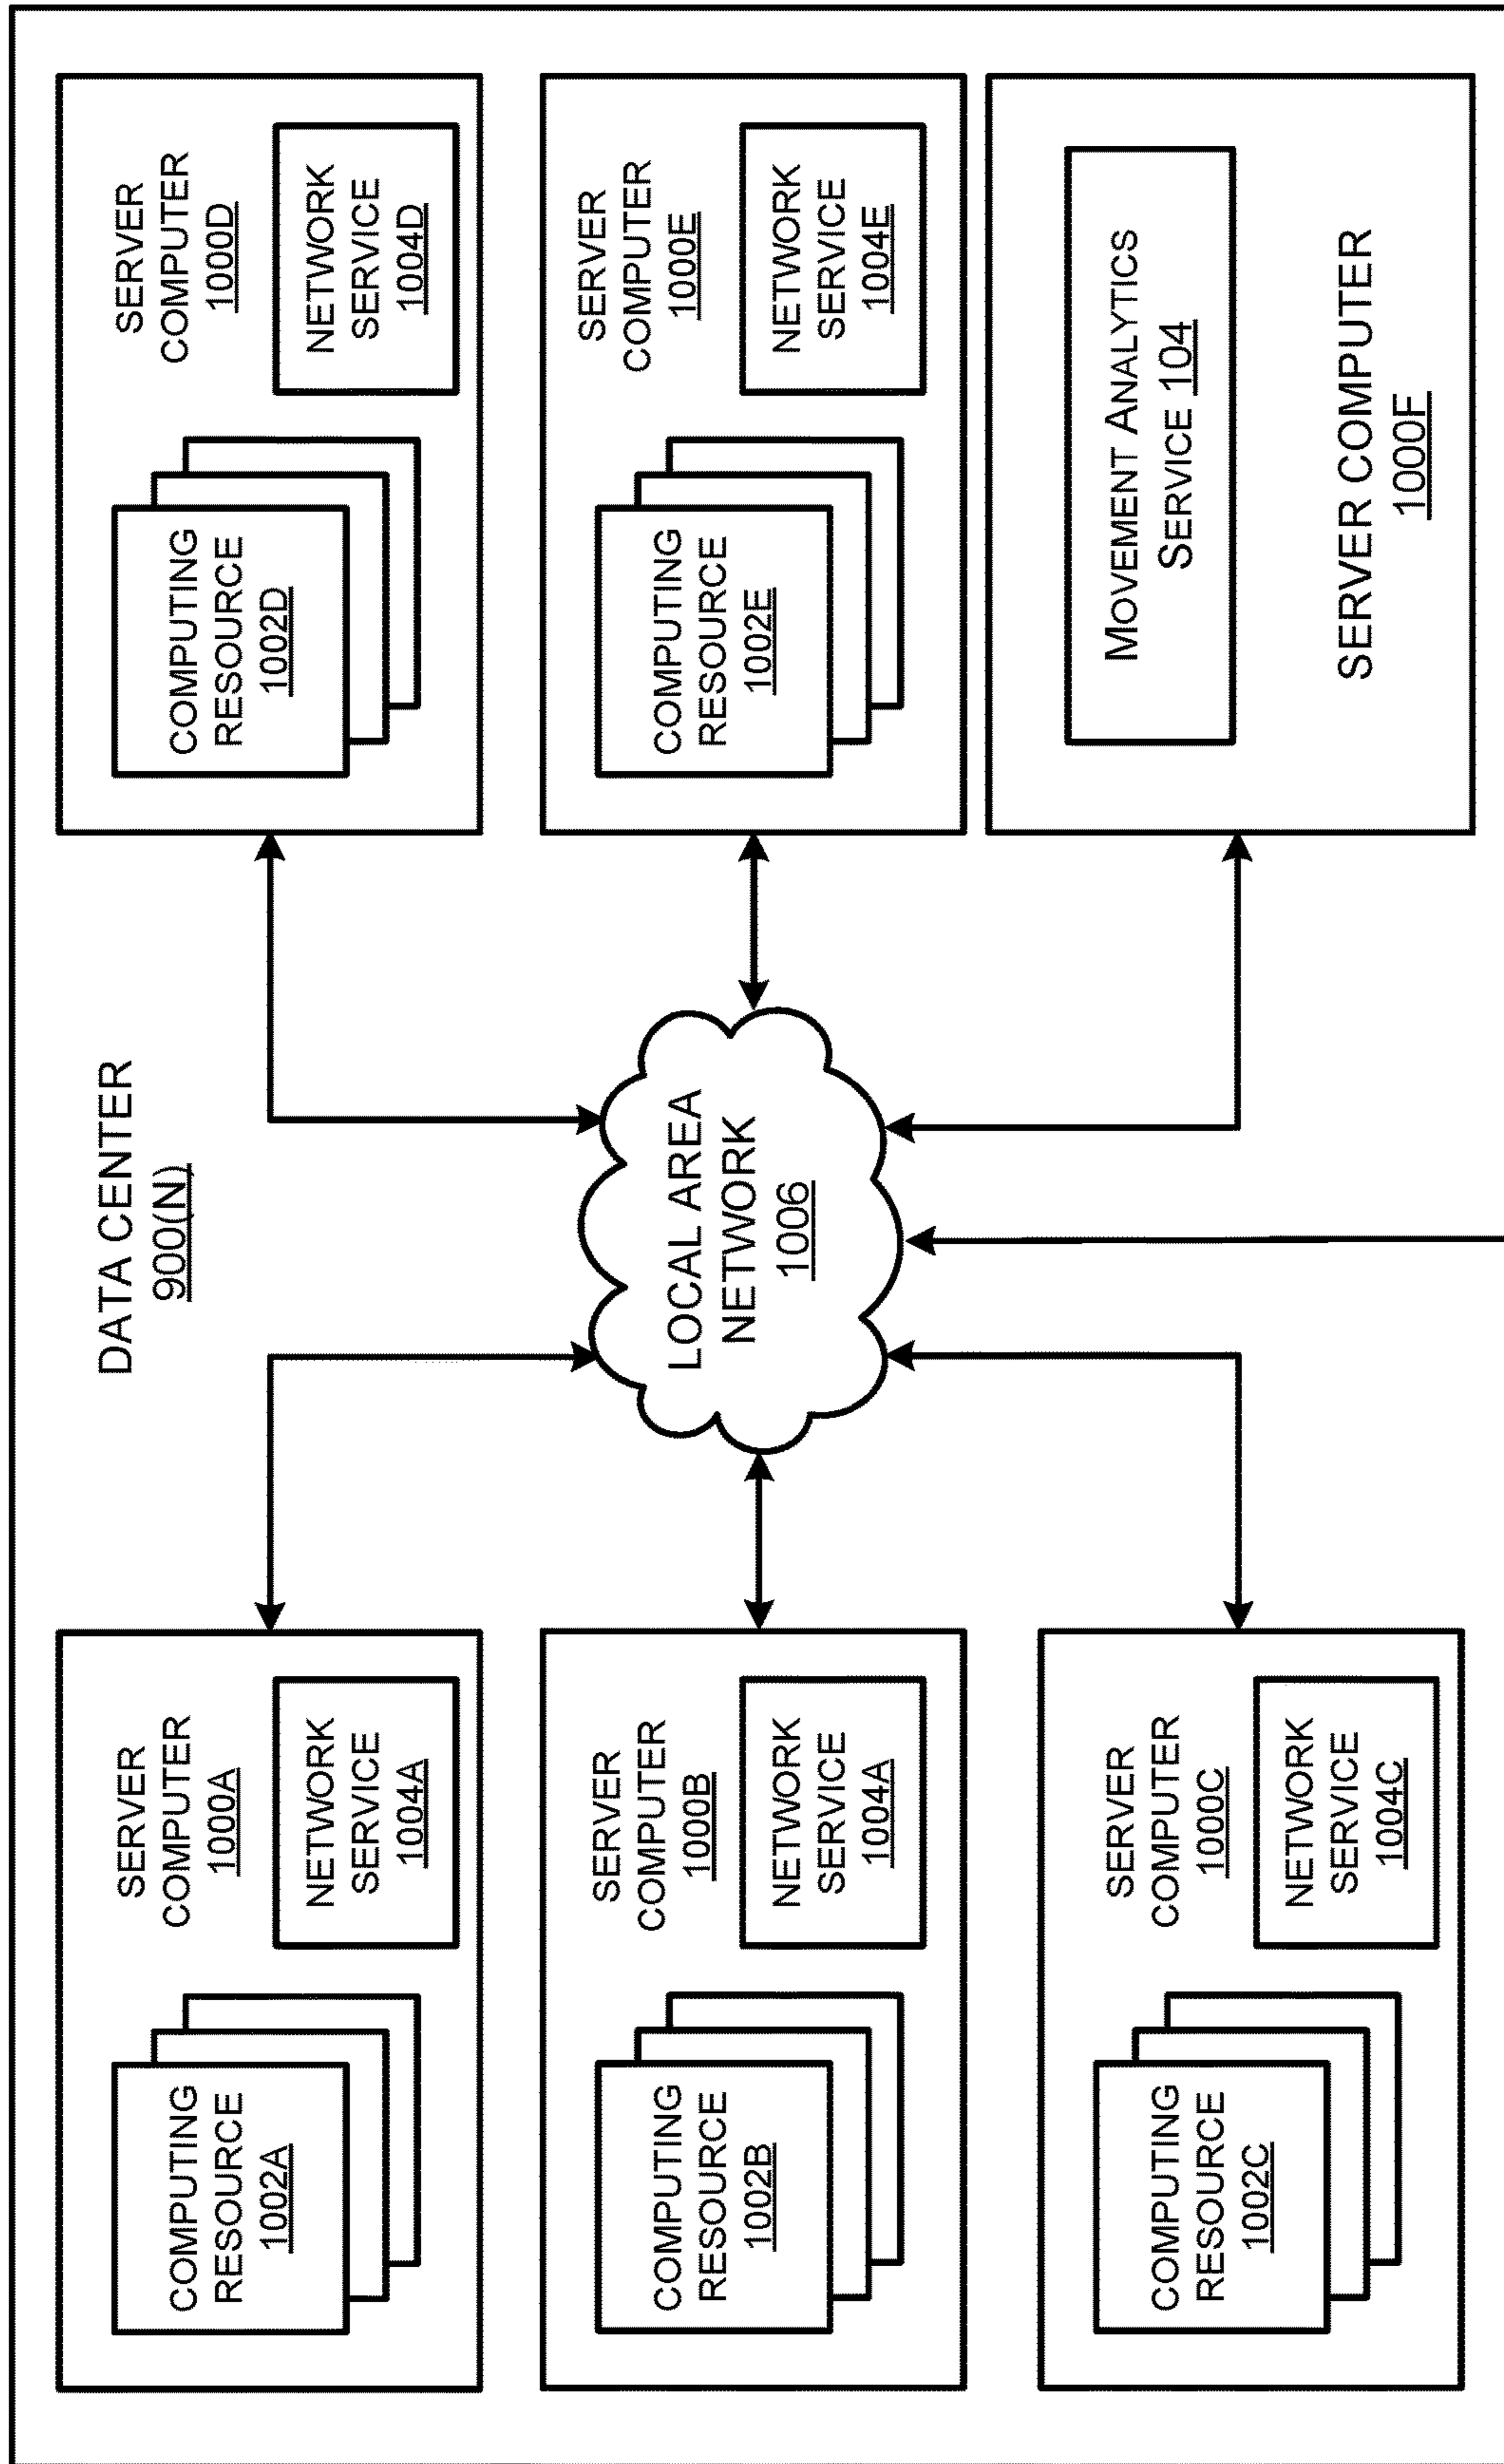 DATA CENTER
900(N)
SERVER
COMPUTER
1000A
COMPUTING
RESOURCE
1002A
NETWORK
SERVICE
1004A
SERVER
COMPUTER
1000B
COMPUTING
RESOURCE
1002B
NETWORK
SERVICE
1004A
SERVER
COMPUTER
1000C
COMPUTING
RESOURCE
1002C
NETWORK
SERVICE
1004C
LOCAL AREA
NETWORK
1006
SERVER
COMPUTER
1000D
COMPUTING
RESOURCE
1002D
NETWORK
SERVICE
1004D
SERVER
COMPUTER
1000E
COMPUTING
RESOURCE
1002E
NETWORK
SERVICE
1004E
MOVEMENT ANALYTICS
SERVICE 104
SERVER COMPUTER
1000F